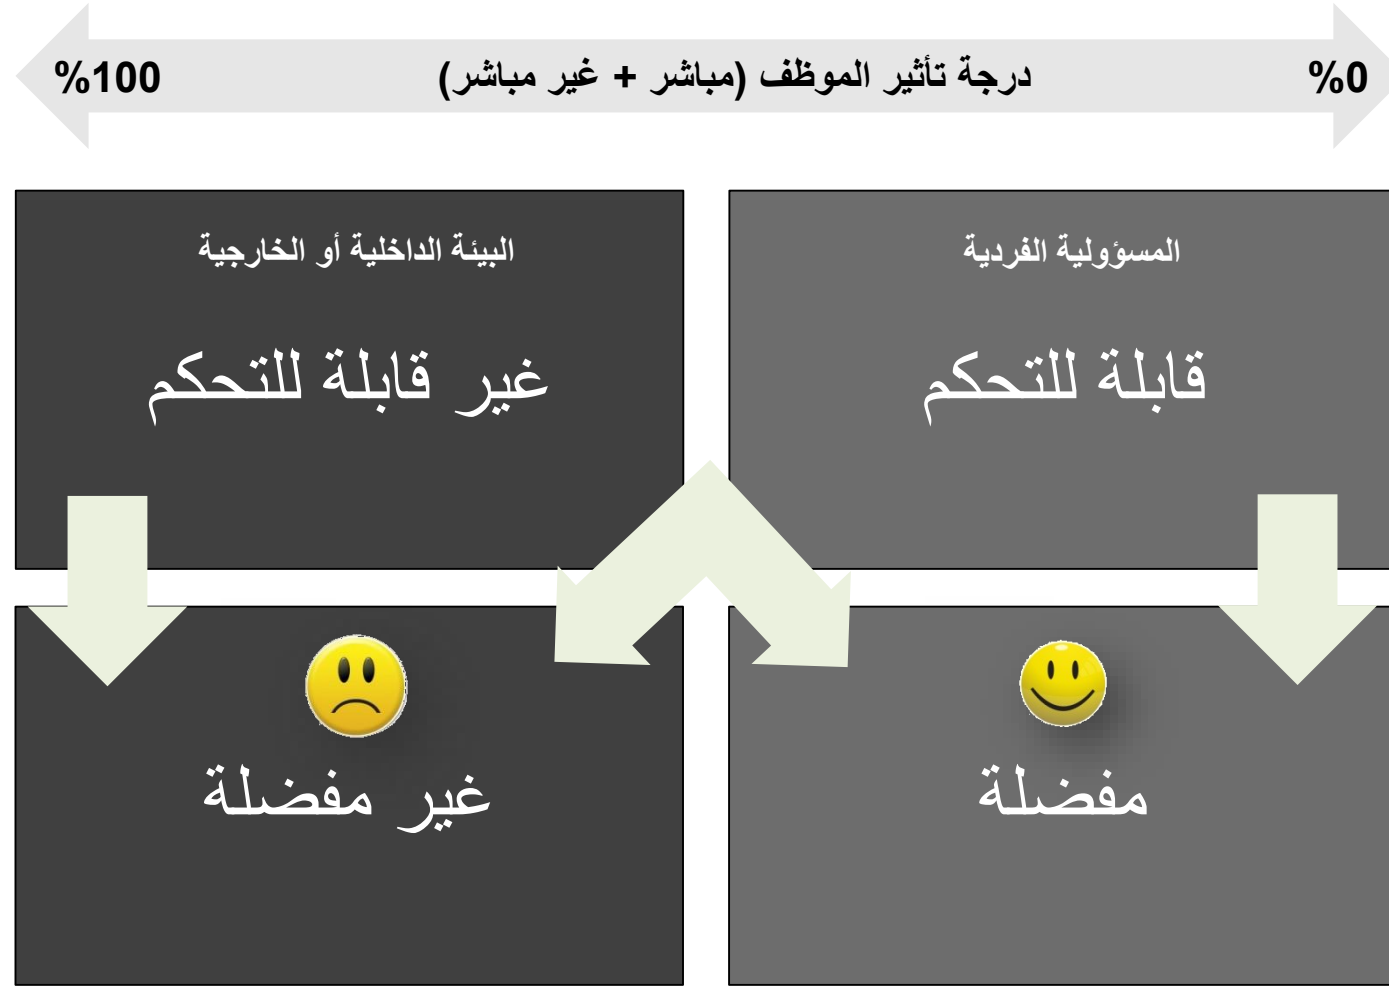 %0
درجة تأثير الموظف (مباشر + غير مباشر)
%100
المسؤولية الفردية
قابلة للتحكم
البيئة الداخلية أو الخارجية
غير قابلة للتحكم
مفضلة
غير مفضلة